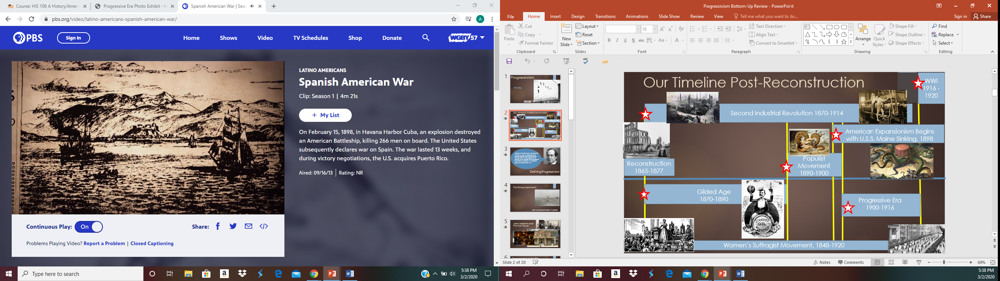 Course: HIS 106 A History/Amer
Progressive Era Photo Exhibit - H
Spanish American War | Seas
pbs.org/video/latino-americans-spanish-american-war/
A
PBS
Sign In
Home
Shows
Video
TV Schedules
Shop
Donate
WGBY 57
LATINO AMERICANS
Spanish American War
Clip: Season 1 | 4m 21s
+ My List
On February 15, 1898, in Havana Harbor Cuba, an explosion destroyed
an American Battleship, killing 266 men on board. The United States
subsequently declares war on Spain. The war lasted 13 weeks, and
during victory negotiations, the U.S. acquires Puerto Rico.
Aired: 09/16/13 | Rating: NR
Continuous Play: On
Share:
Problems Playing Video? Report a Problem | Closed Captioning
Type here to search
5:38 PM
3/2/2020
Progressivism Bottom-Up Review - PowerPoint
File
Home
Insert
Design
Transitions
Animations
Slide Show
Review
View
Tell me what you want to do...
Sign in
Share
Paste
Cut
Copy
Format Painter
Clipboard
New
Slide
Layout
Reset
Section
Slides
18
B I U S abc AV Aa A
Font
Text Direction
Align Text
Convert to SmartArt
Paragraph
Arrange
Quick
Styles
Shape Fill
Shape Outline
Shape Effects
Drawing
Find
Replace
Select
Editing
ABC
1
Progressivism
HIS 106
2
Our Timeline Post-Reconstruction
3
Defining Progressivism
4
The Flying Machine!!!!
5
Jane Addams and
The Hull House
6
Our Timeline Post-Reconstruction
WWI
1916 -
1920
Second Industrial Revolution 1870-1914
American Expansionism Begins
with U.S.S. Maine Sinking, 1898
Reconstruction
1865-1877
Populist
Movement
1890-1900
Gilded Age
1870-1890
STANDARD
OIL
MONOPOLY
Progressive Era
1900-1916
Women's Suffragist Movement, 1848-1920
Slide 2 of 20
Notes
Comments
69%
5:38 PM
3/2/2020